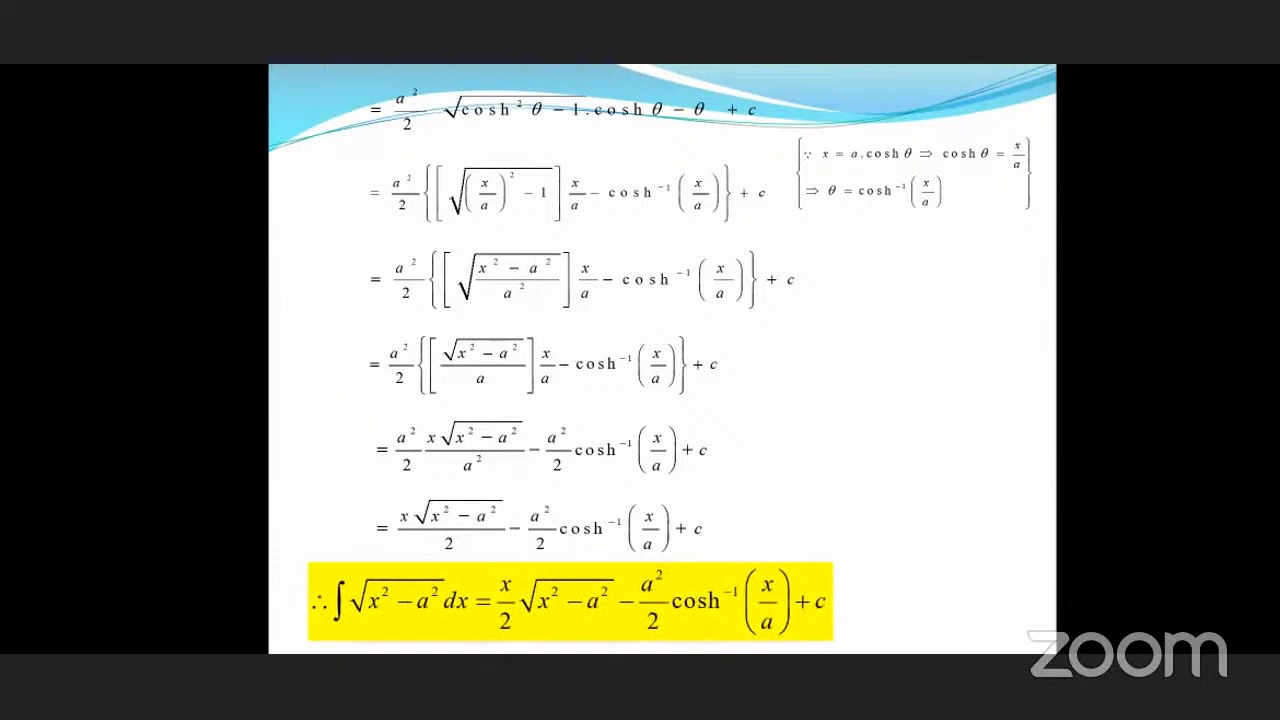 = a²/2 √(cosh² θ − 1) . cosh θ − θ + c
{∵ x = a.cosh θ ⇒ cosh θ = x/a
⇒ θ = cosh⁻¹ (x/a)}
= a²/2 {[√((x/a)² − 1)] x/a − cosh⁻¹ (x/a)} + c
= a²/2 {[√((x² − a²)/a²)] x/a − cosh⁻¹ (x/a)} + c
= a²/2 {[√(x² − a²)/a] x/a − cosh⁻¹ (x/a)} + c
= a²/2 x√(x² − a²)/a² − a²/2 cosh⁻¹ (x/a) + c
= x√(x² − a²)/2 − a²/2 cosh⁻¹ (x/a) + c
∴ ∫√(x² − a²) dx = x/2 √(x² − a²) − a²/2 cosh⁻¹ (x/a) + c
zoom